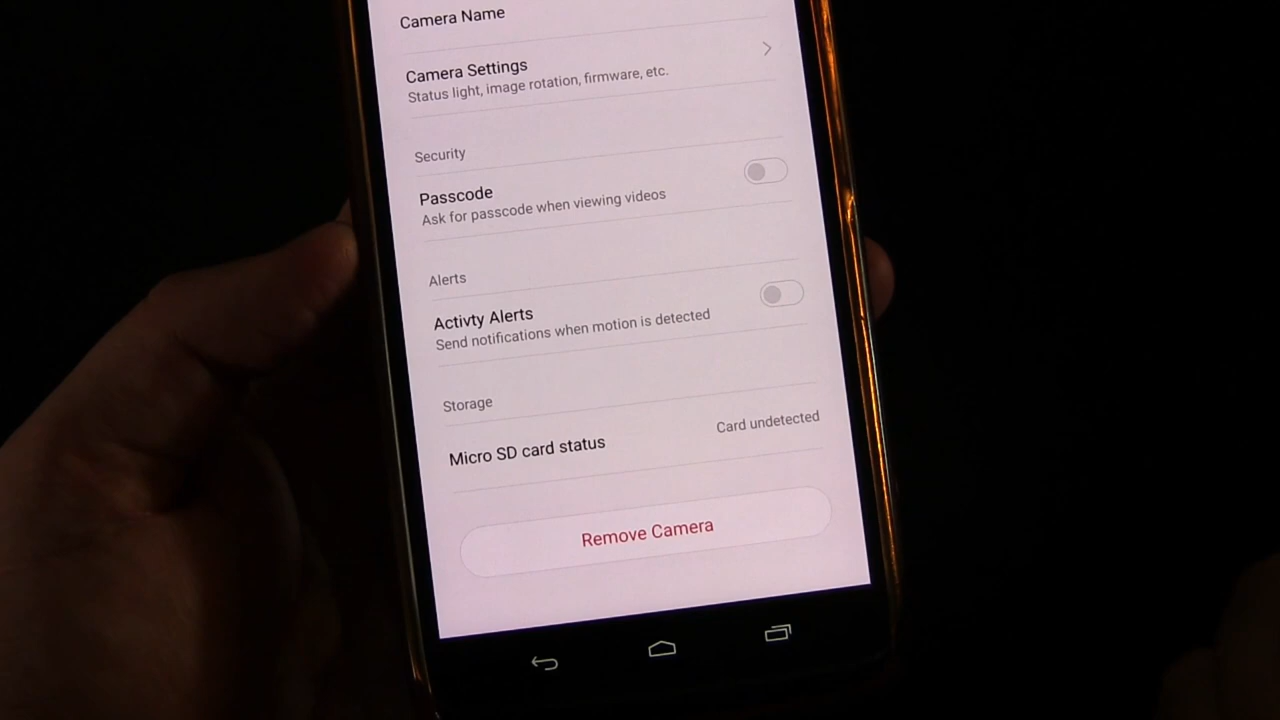 Camera Name
Camera Settings
Status light, image rotation, firmware, etc.
Security
Passcode
Ask for passcode when viewing videos
Alerts
Activty Alerts
Send notifications when motion is detected
Storage
Micro SD card status
Card undetected
Remove Camera